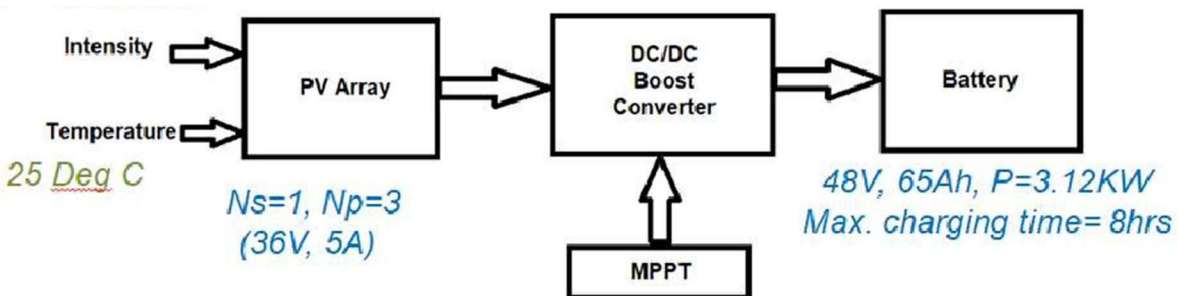 Intensity
Temperature
25 Deg C
PV Array
Ns=1, Np=3
(36V, 5A)
DC/DC
Boost
Converter
MPPT
Battery
48V, 65Ah, P=3.12KW
Max. charging time= 8hrs